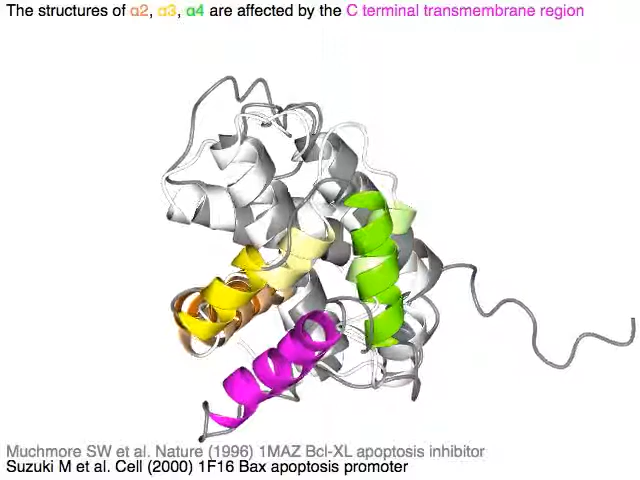 The structures of α2, α3, α4 are affected by the C terminal transmembrane region
Muchmore SW et al. Nature (1996) 1MAZ Bcl-XL apoptosis inhibitor
Suzuki M et al. Cell (2000) 1F16 Bax apoptosis promoter